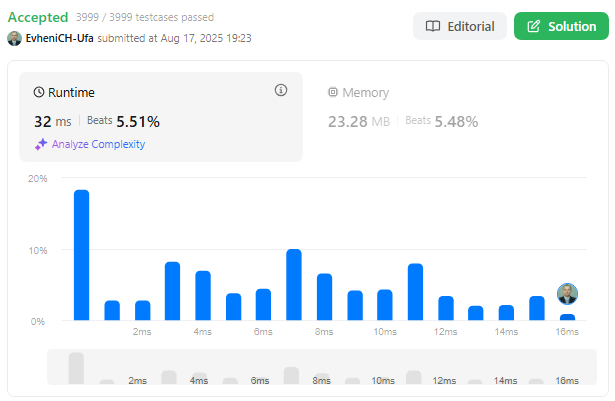 Accepted 3999 / 3999 testcases passed
EvheniCH-Ufa submitted at Aug 17, 2025 19:23
Editorial
Solution
Runtime
32 ms Beats 5.51%
Analyze Complexity
Memory
23.28 MB Beats 5.48%
20%
10%
0%
2ms 4ms 6ms 8ms 10ms 12ms 14ms 16ms
2ms 4ms 6ms 8ms 10ms 12ms 14ms 16ms